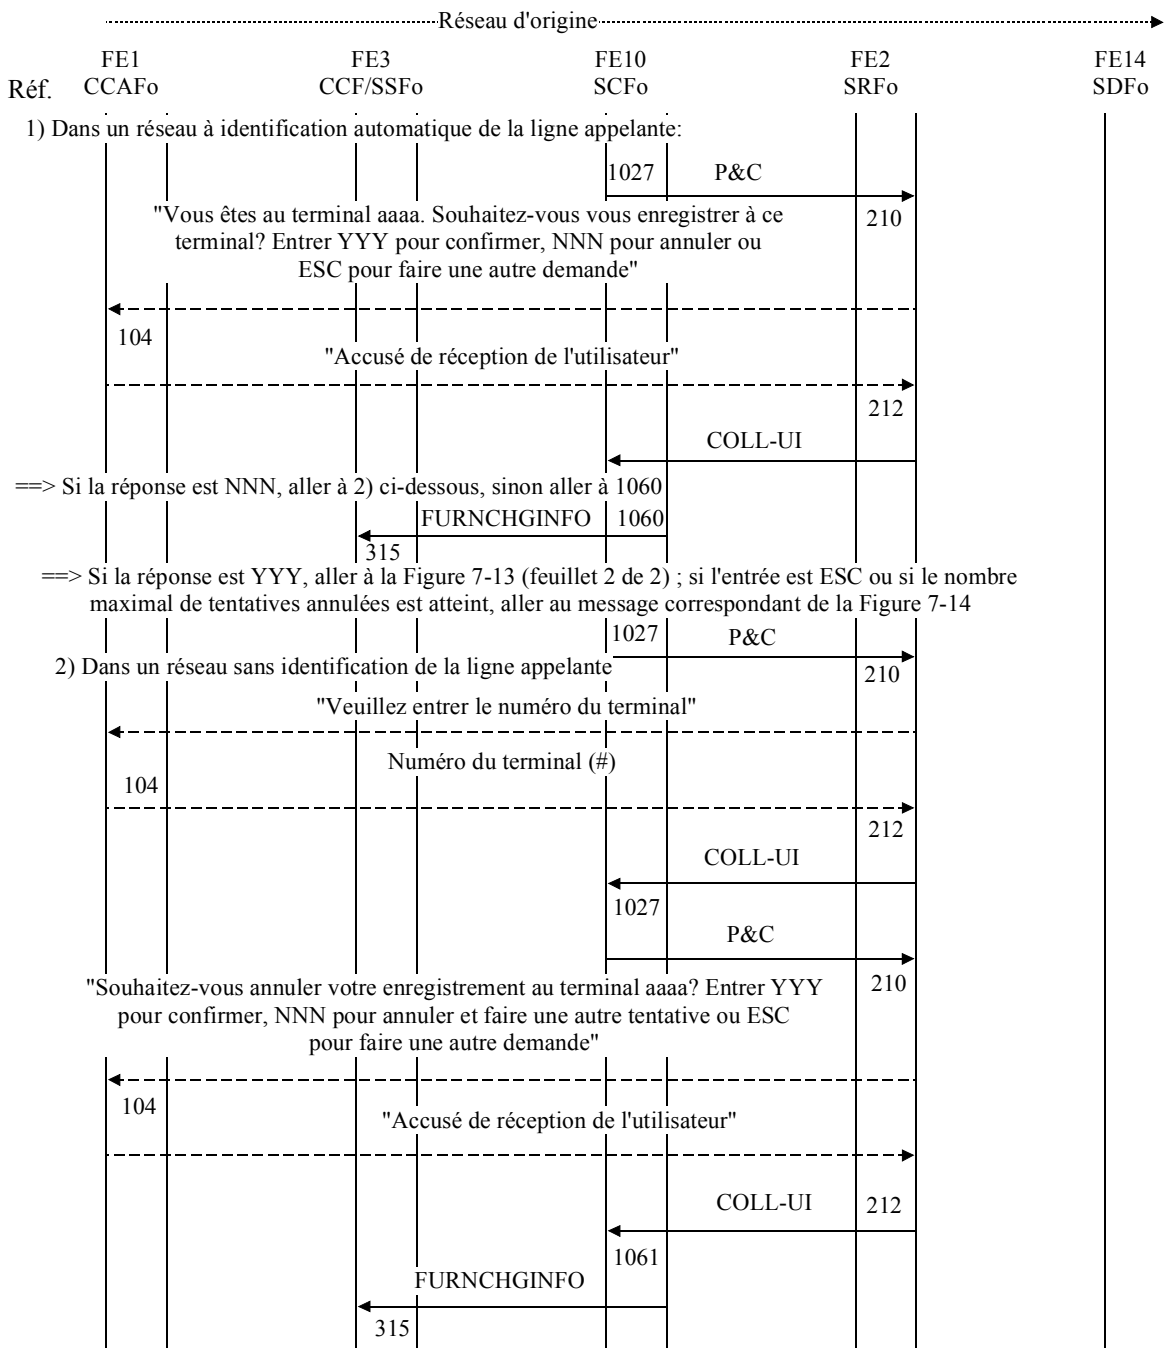 Réseau d'origine
FE1 FE3 FE10 FE2 FE14
Réf. CCAFo CCF/SSFo SCFo SRFo SDFo
1) Dans un réseau à identification automatique de la ligne appelante:
1027 P&C
"Vous êtes au terminal aaaa. Souhaitez-vous vous enregistrer à ce 210
terminal? Entrer YYY pour confirmer, NNN pour annuler ou
ESC pour faire une autre demande"
104
"Accusé de réception de l'utilisateur"
212
COLL-UI
==> Si la réponse est NNN, aller à 2) ci-dessous, sinon aller à 1060
FURNCHGINFO 1060
315
==> Si la réponse est YYY, aller à la Figure 7-13 (feuillet 2 de 2) ; si l'entrée est ESC ou si le nombre
maximal de tentatives annulées est atteint, aller au message correspondant de la Figure 7-14
1027 P&C
2) Dans un réseau sans identification de la ligne appelante 210
"Veuillez entrer le numéro du terminal"
Numéro du terminal (#)
104
212
COLL-UI
1027
P&C
"Souhaitez-vous annuler votre enregistrement au terminal aaaa? Entrer YYY 210
pour confirmer, NNN pour annuler et faire une autre tentative ou ESC
pour faire une autre demande"
104
"Accusé de réception de l'utilisateur"
COLL-UI 212
1061
FURNCHGINFO
315